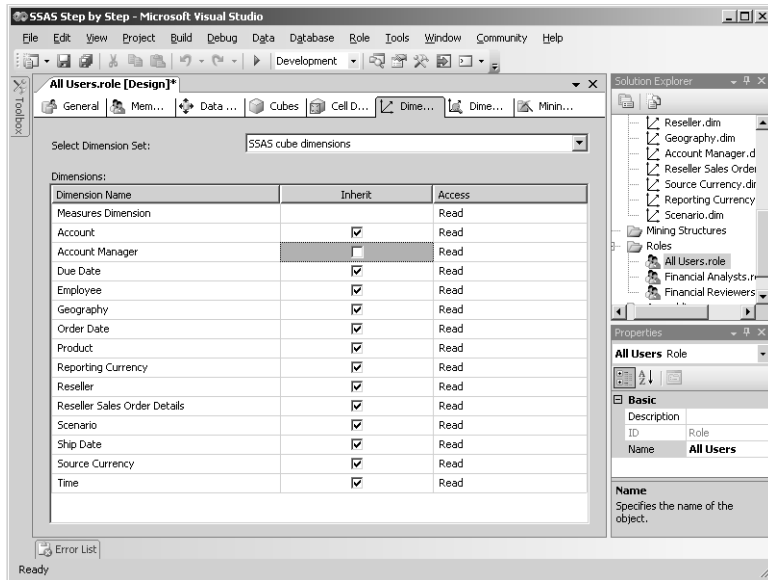 SSAS Step by Step - Microsoft Visual Studio
File Edit View Project Build Debug Data Database Role Tools Window Community Help
Development
Toolbox
All Users.role [Design]*
General Mem... Data ... Cubes Cell D... Dime... Dime... Minin...
Select Dimension Set: SSAS cube dimensions
Dimensions:
Dimension Name Inherit Access
Measures Dimension Read
Account Read
Account Manager Read
Due Date Read
Employee Read
Geography Read
Order Date Read
Product Read
Reporting Currency Read
Reseller Read
Reseller Sales Order Details Read
Scenario Read
Ship Date Read
Source Currency Read
Time Read
Solution Explorer
Reseller.dim
Geography.dim
Account Manager.d
Reseller Sales Order
Source Currency.dir
Reporting Currency
Scenario.dim
Mining Structures
Roles
All Users.role
Financial Analysts.r
Financial Reviewers
Properties
All Users Role
Basic
Description
ID Role
Name All Users
Name
Specifies the name of the
object.
Error List
Ready